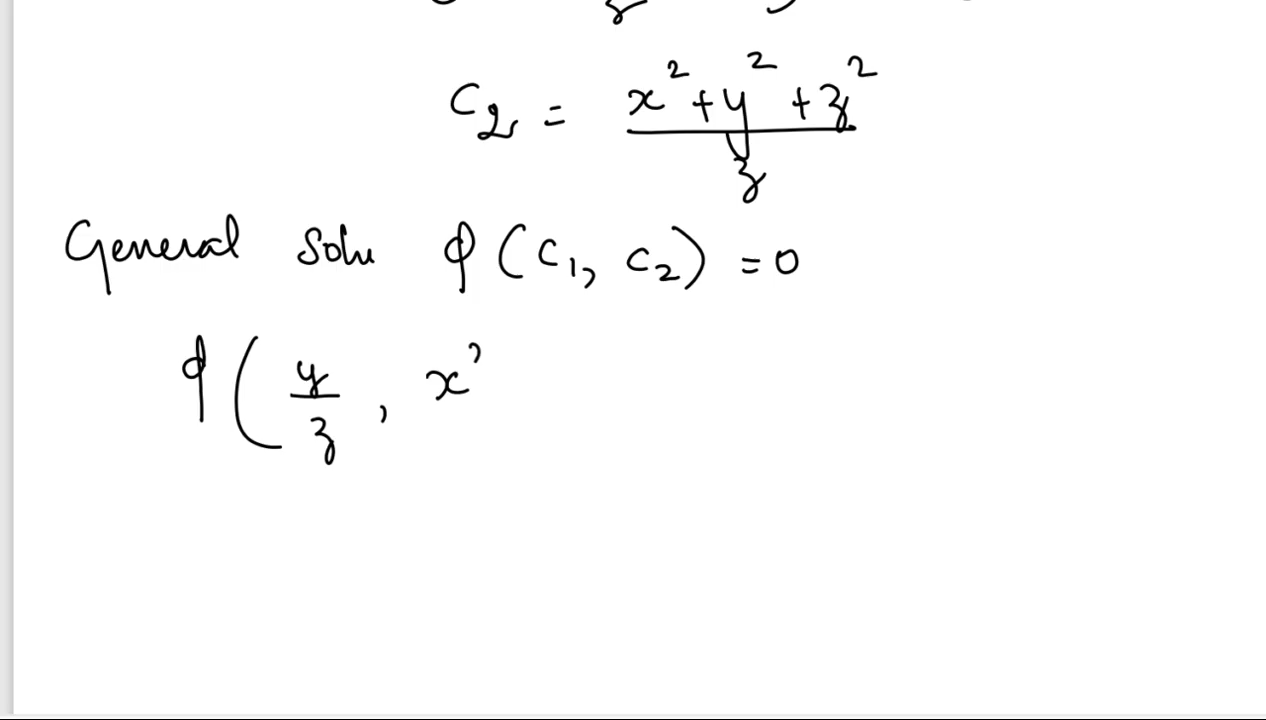 C₂ = (x² + y² + z²) / z
General Soln φ(C₁, C₂) = 0
φ(y/z, x²